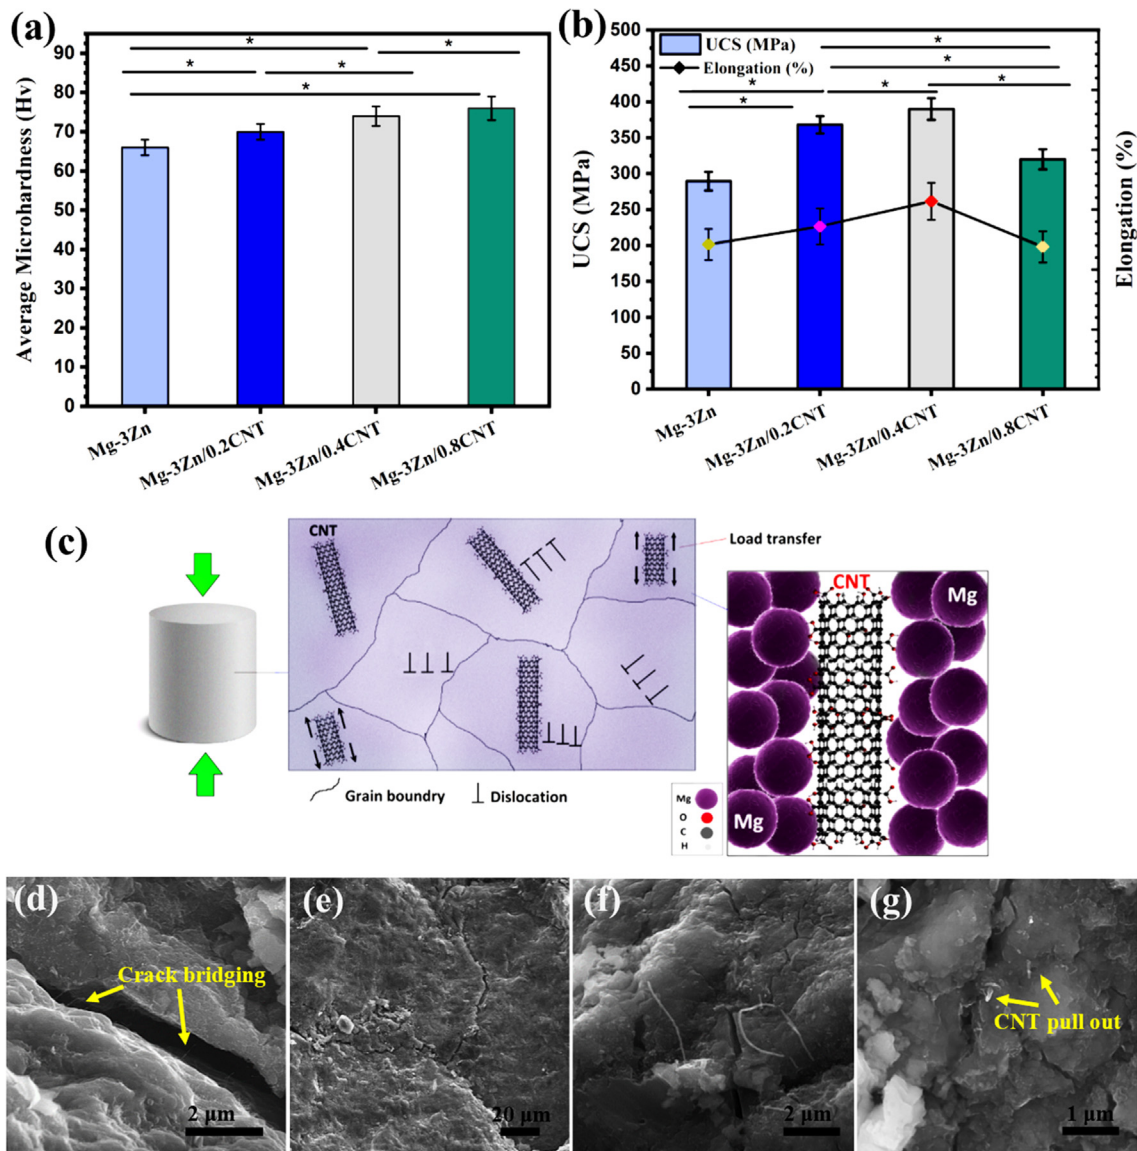 (a)
Average Microhardness (Hv)
90
80
70
60
50
40
30
20
10
0
*
*
*
*
*
Mg-3Zn
Mg-3Zn/0.2CNT
Mg-3Zn/0.4CNT
Mg-3Zn/0.8CNT
(b)
UCS (MPa)
500
450
400
350
300
250
200
150
100
50
0
UCS (MPa)
Elongation (%)
*
*
*
*
*
*
Elongation (%)
Mg-3Zn
Mg-3Zn/0.2CNT
Mg-3Zn/0.4CNT
Mg-3Zn/0.8CNT
(c)
CNT
Load transfer
Grain boundry
Dislocation
CNT
Mg
Mg
Mg
O
C
H
(d)
Crack bridging
2 μm
(e)
20 μm
(f)
2 μm
(g)
CNT pull out
1 μm